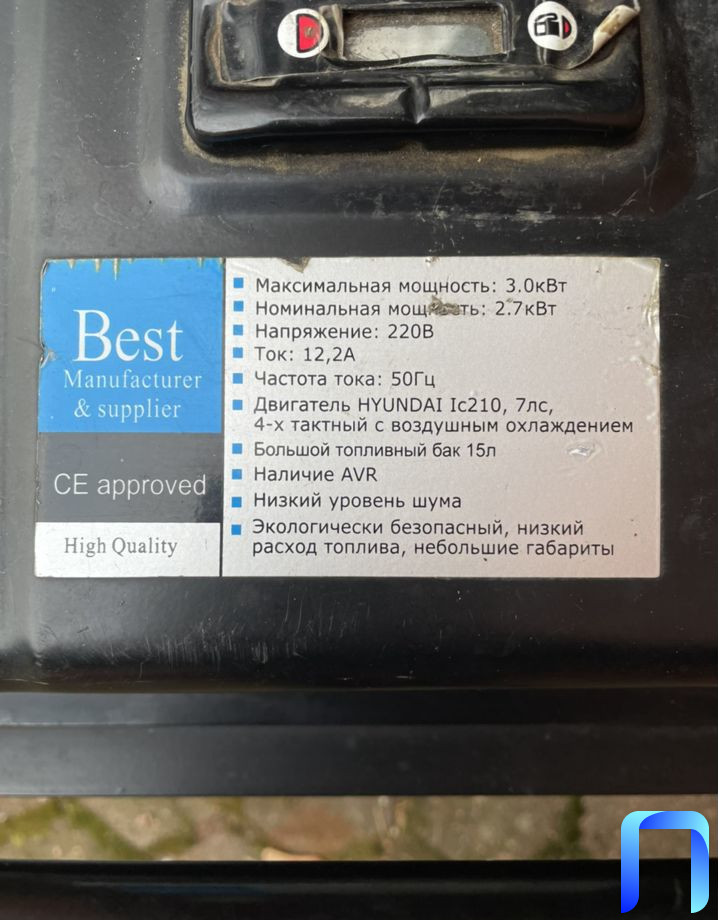 Best
Manufacturer
& supplier
CE approved
High Quality
Максимальная мощность: 3.0кВт
Номинальная мощность: 2.7кВт
Напряжение: 220В
Ток: 12,2А
Частота тока: 50Гц
Двигатель HYUNDAI Ic210, 7лс,
4-х тактный с воздушным охлаждением
Большой топливный бак 15л
Наличие AVR
Низкий уровень шума
Экологически безопасный, низкий
расход топлива, небольшие габариты